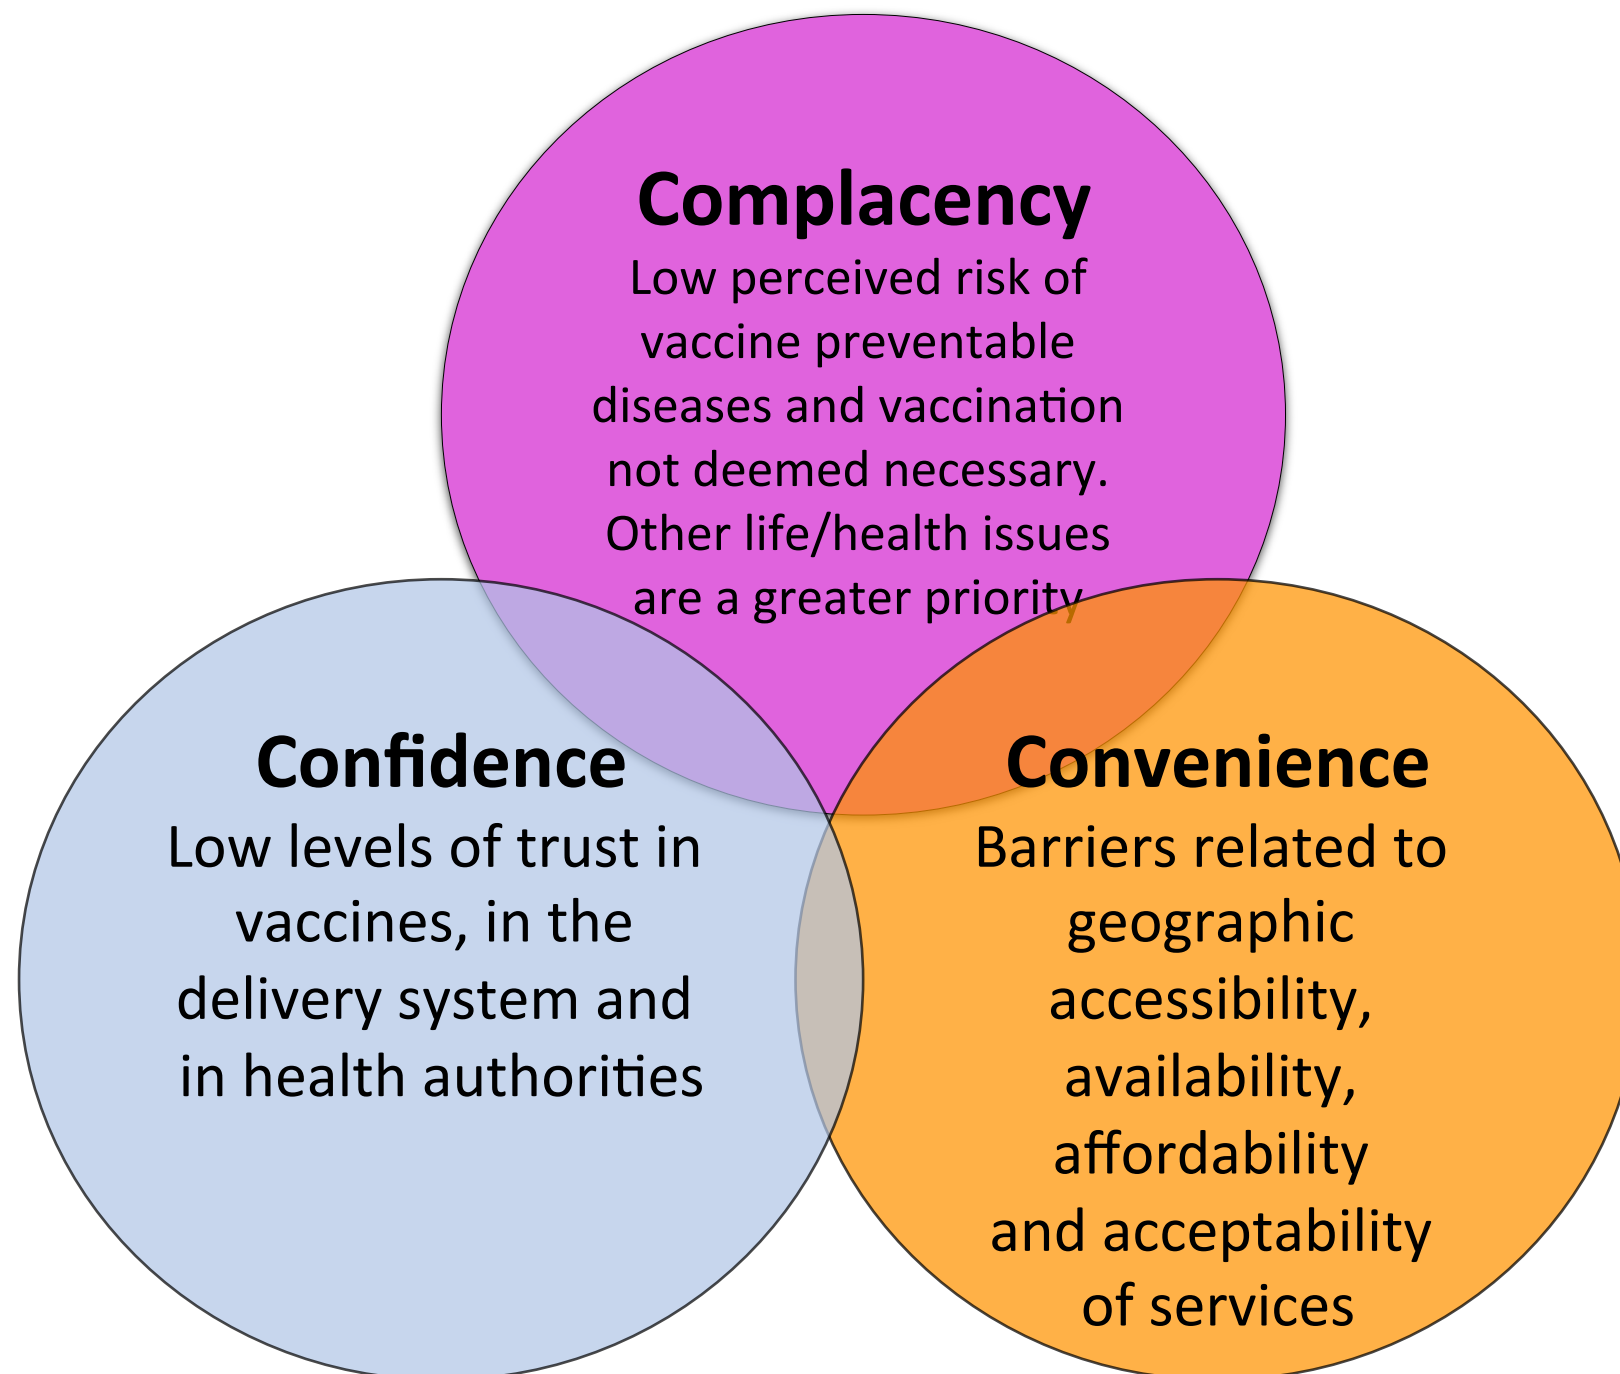 Complacency
Low perceived risk of
vaccine preventable
diseases and vaccination
not deemed necessary.
Other life/health issues
are a greater priority
Confidence
Low levels of trust in
vaccines, in the
delivery system and
in health authorities
Convenience
Barriers related to
geographic
accessibility,
availability,
affordability
and acceptability
of services